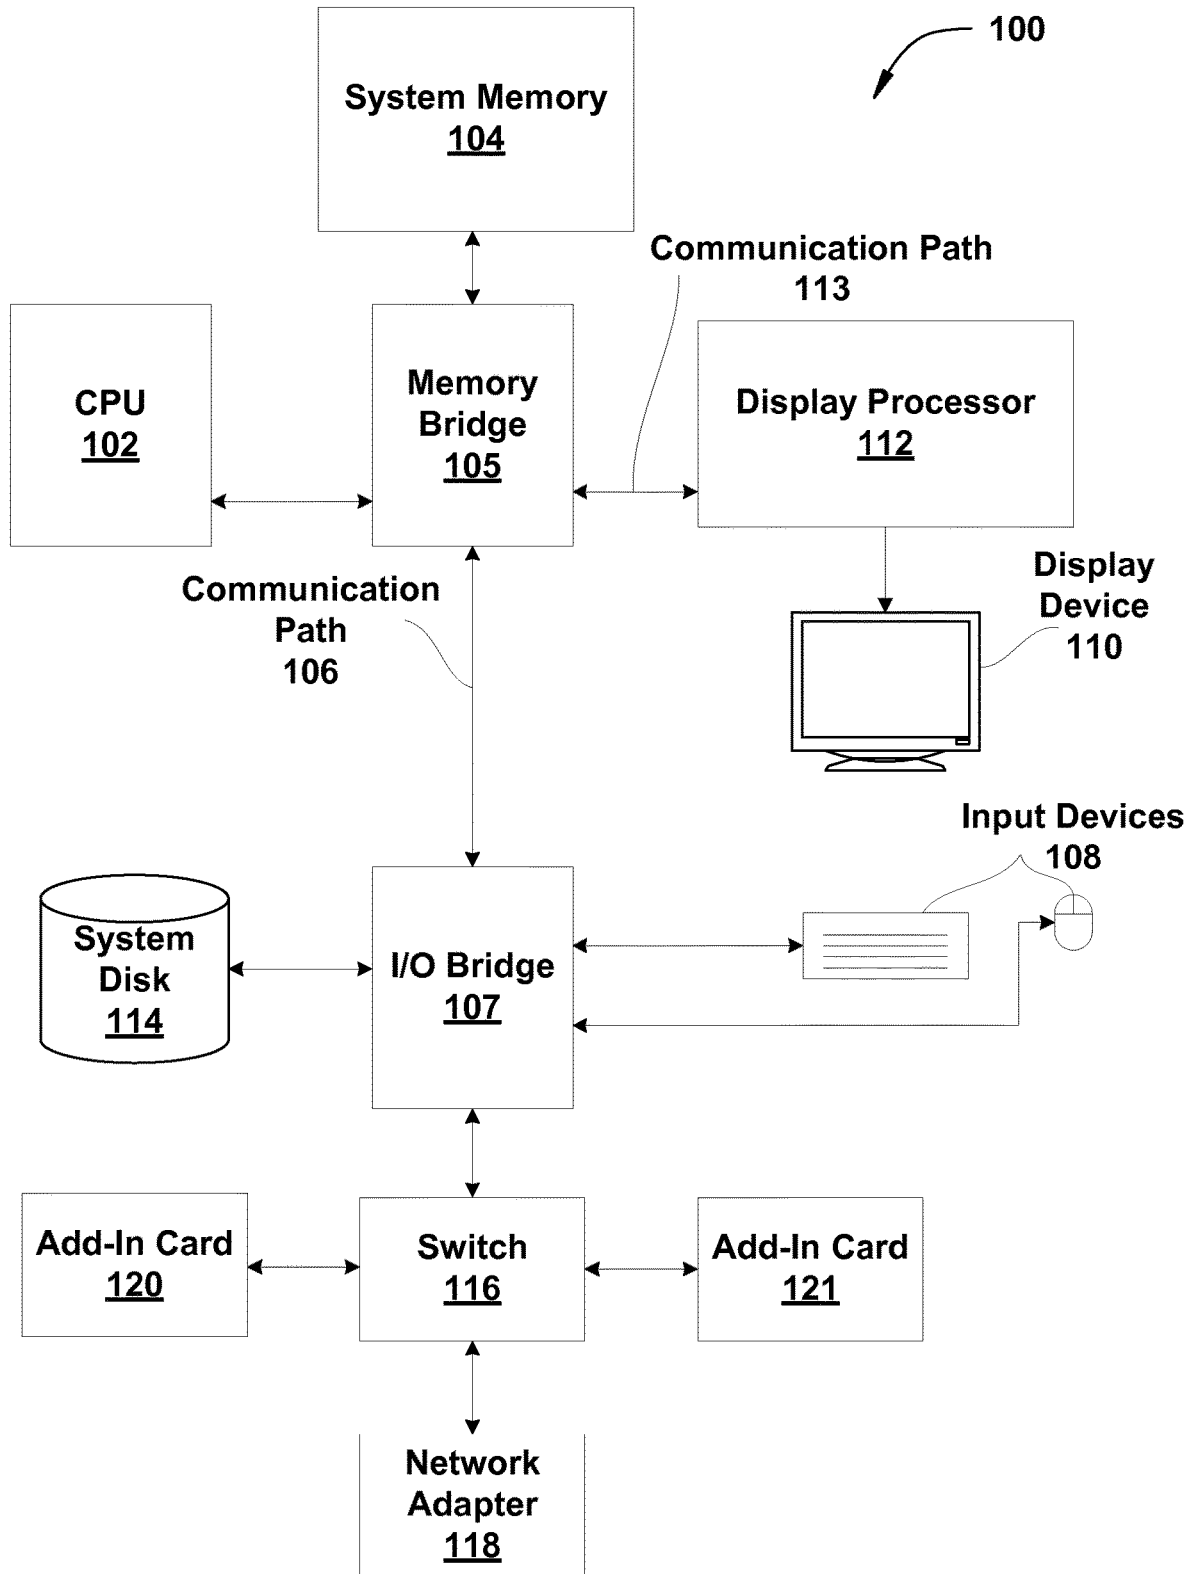 100
System Memory
104
Communication Path
113
CPU
102
Memory
Bridge
105
Display Processor
112
Communication
Path
106
Display
Device
110
Input Devices
108
System
Disk
114
I/O Bridge
107
Add-In Card
120
Switch
116
Add-In Card
121
Network
Adapter
118